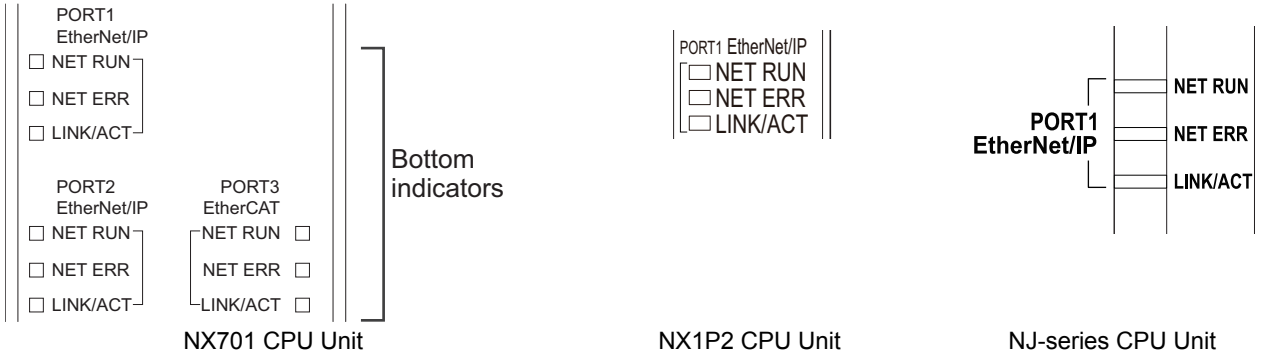 PORT1
EtherNet/IP
NET RUN
NET ERR
LINK/ACT
PORT2
EtherNet/IP
NET RUN
NET ERR
LINK/ACT
PORT3
EtherCAT
NET RUN
NET ERR
LINK/ACT
Bottom
indicators
NX701 CPU Unit
PORT1 EtherNet/IP
NET RUN
NET ERR
LINK/ACT
NX1P2 CPU Unit
PORT1
EtherNet/IP
NET RUN
NET ERR
LINK/ACT
NJ-series CPU Unit